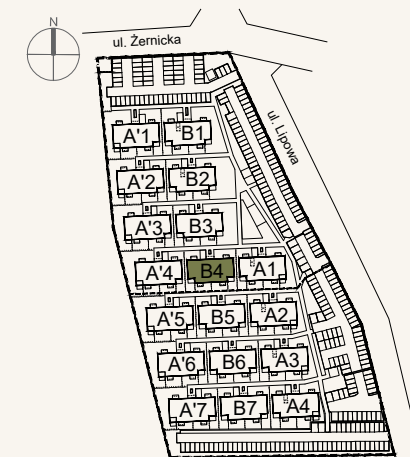 N
ul. Żernicka
ul. Lipowa
A'1 B1
A'2 B2
A'3 B3
A'4 B4 A1
A'5 B5 A2
A'6 B6 A3
A'7 B7 A4